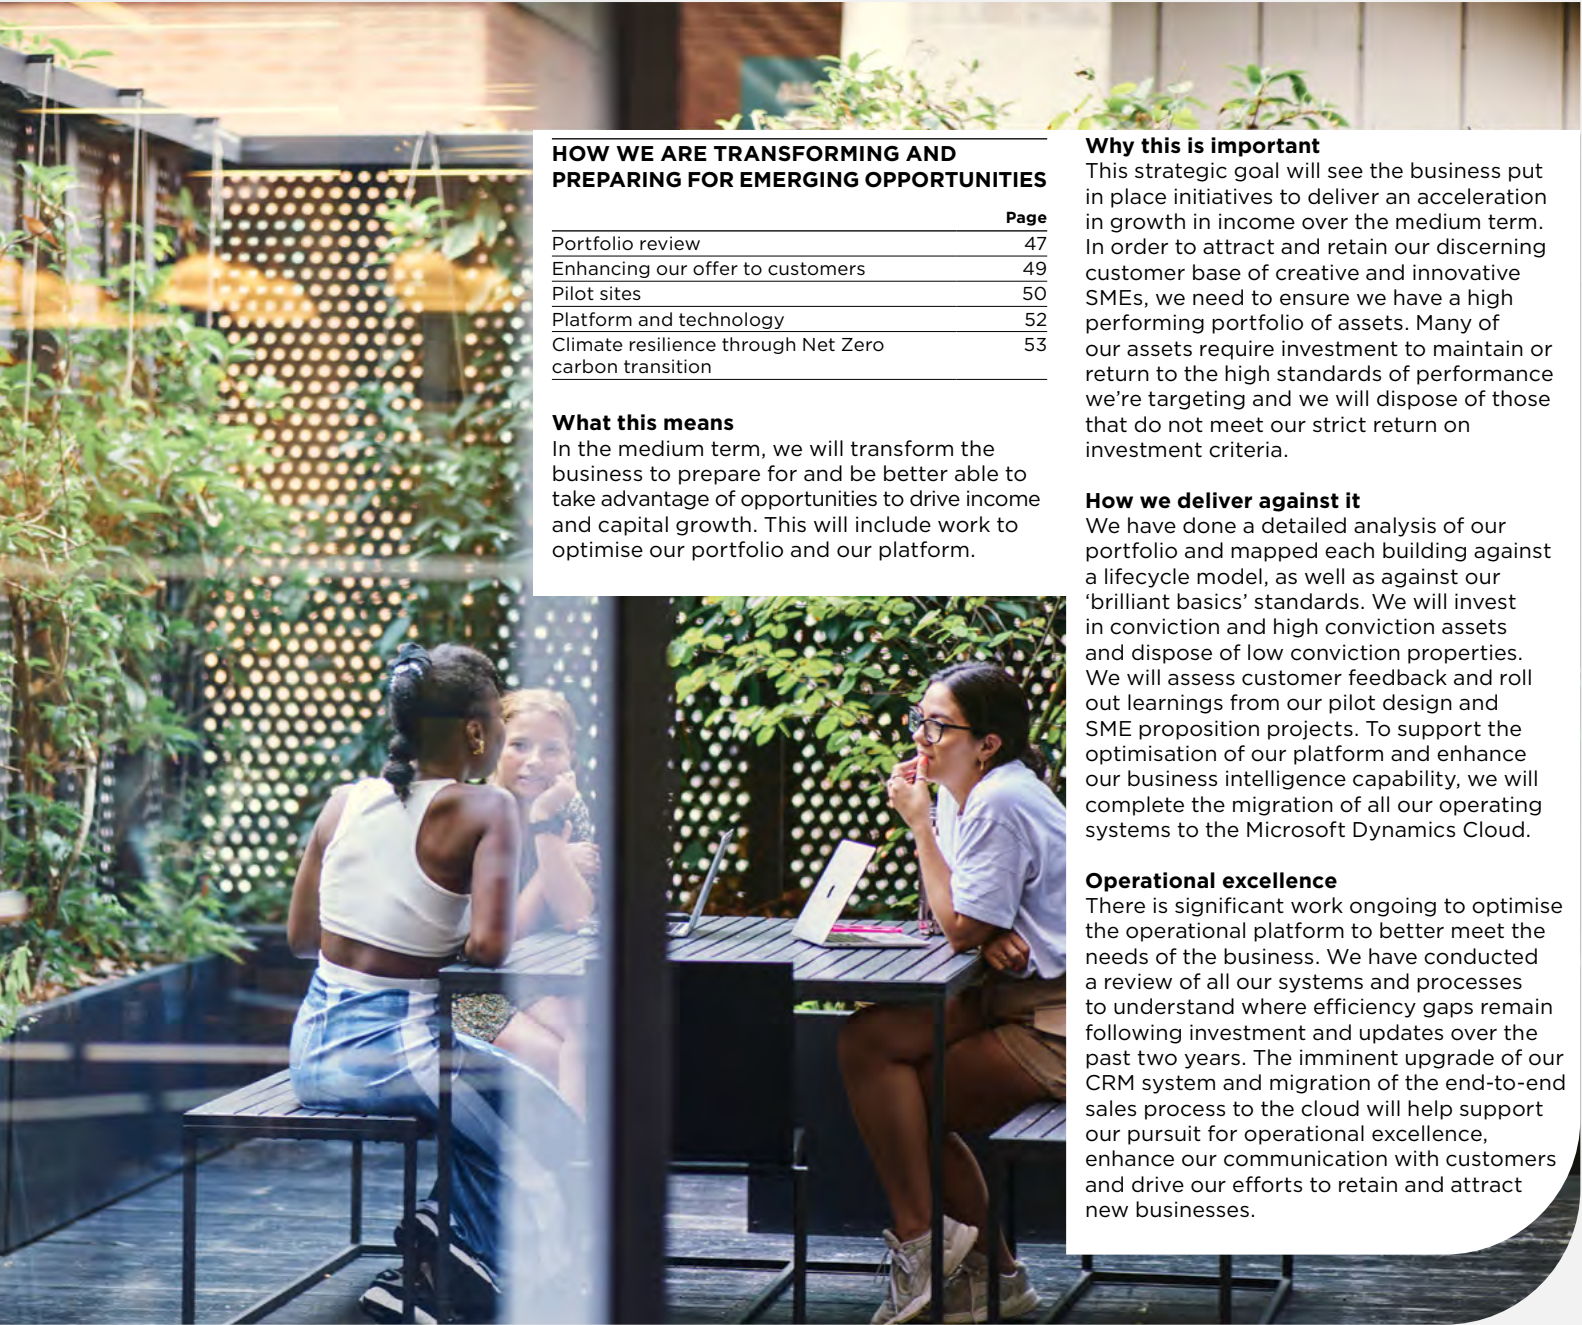 HOW WE ARE TRANSFORMING AND
PREPARING FOR EMERGING OPPORTUNITIES
Page
Portfolio review 47
Enhancing our offer to customers 49
Pilot sites 50
Platform and technology 52
Climate resilience through Net Zero 53
carbon transition
What this means
In the medium term, we will transform the
business to prepare for and be better able to
take advantage of opportunities to drive income
and capital growth. This will include work to
optimise our portfolio and our platform.
Why this is important
This strategic goal will see the business put
in place initiatives to deliver an acceleration
in growth in income over the medium term.
In order to attract and retain our discerning
customer base of creative and innovative
SMEs, we need to ensure we have a high
performing portfolio of assets. Many of
our assets require investment to maintain or
return to the high standards of performance
we’re targeting and we will dispose of those
that do not meet our strict return on
investment criteria.
How we deliver against it
We have done a detailed analysis of our
portfolio and mapped each building against
a lifecycle model, as well as against our
‘brilliant basics’ standards. We will invest
in conviction and high conviction assets
and dispose of low conviction properties.
We will assess customer feedback and roll
out learnings from our pilot design and
SME proposition projects. To support the
optimisation of our platform and enhance
our business intelligence capability, we will
complete the migration of all our operating
systems to the Microsoft Dynamics Cloud.
Operational excellence
There is significant work ongoing to optimise
the operational platform to better meet the
needs of the business. We have conducted
a review of all our systems and processes
to understand where efficiency gaps remain
following investment and updates over the
past two years. The imminent upgrade of our
CRM system and migration of the end-to-end
sales process to the cloud will help support
our pursuit for operational excellence,
enhance our communication with customers
and drive our efforts to retain and attract
new businesses.